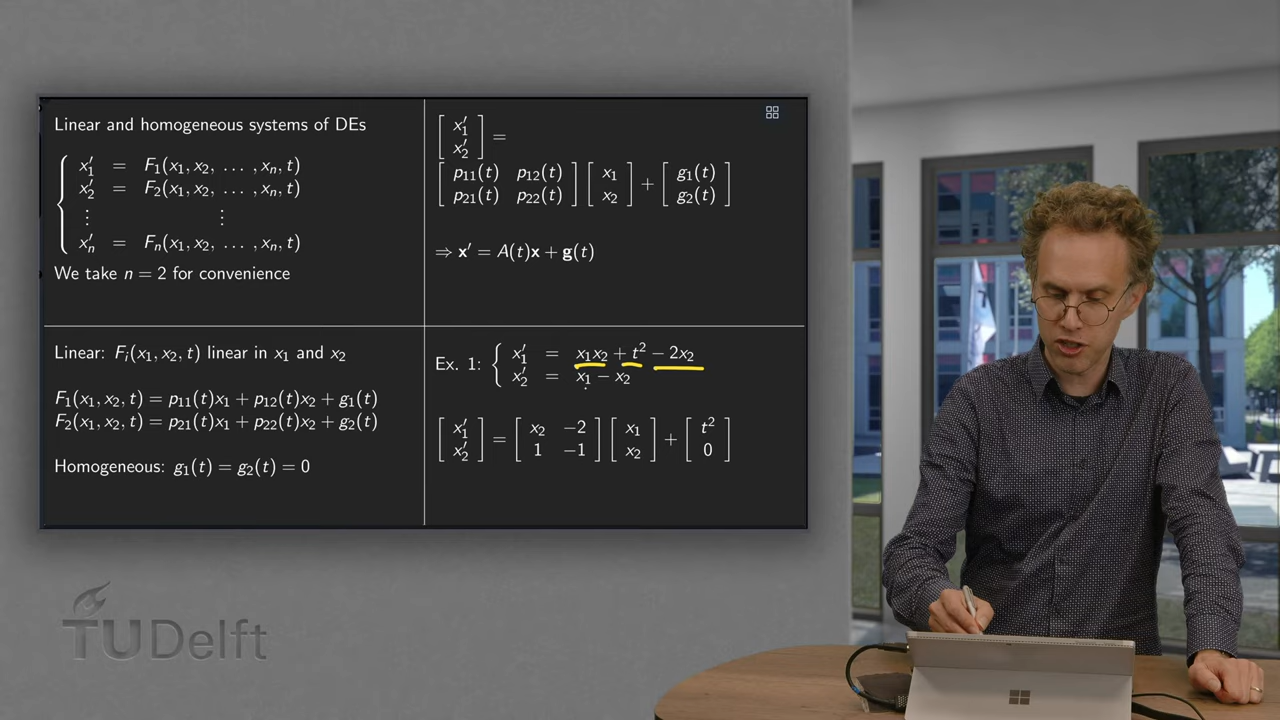 Linear and homogeneous systems of DEs
x₁′ = F₁(x₁, x₂, …, xₙ, t)
x₂′ = F₂(x₁, x₂, …, xₙ, t)
⋮ ⋮
xₙ′ = Fₙ(x₁, x₂, …, xₙ, t)
We take n = 2 for convenience
[ x₁′ ] =
[ x₂′ ]
[ p₁₁(t) p₁₂(t) ] [ x₁ ] + [ g₁(t) ]
[ p₂₁(t) p₂₂(t) ] [ x₂ ] [ g₂(t) ]
⇒ x′ = A(t)x + g(t)
Linear: Fᵢ(x₁, x₂, t) linear in x₁ and x₂
F₁(x₁, x₂, t) = p₁₁(t)x₁ + p₁₂(t)x₂ + g₁(t)
F₂(x₁, x₂, t) = p₂₁(t)x₁ + p₂₂(t)x₂ + g₂(t)
Homogeneous: g₁(t) = g₂(t) = 0
Ex. 1: { x₁′ = x₁x₂ + t² − 2x₂
x₂′ = x₁ − x₂
[ x₁′ ] = [ x₂ −2 ] [ x₁ ] + [ t² ]
[ x₂′ ] [ 1 −1 ] [ x₂ ] [ 0 ]
TUDelft